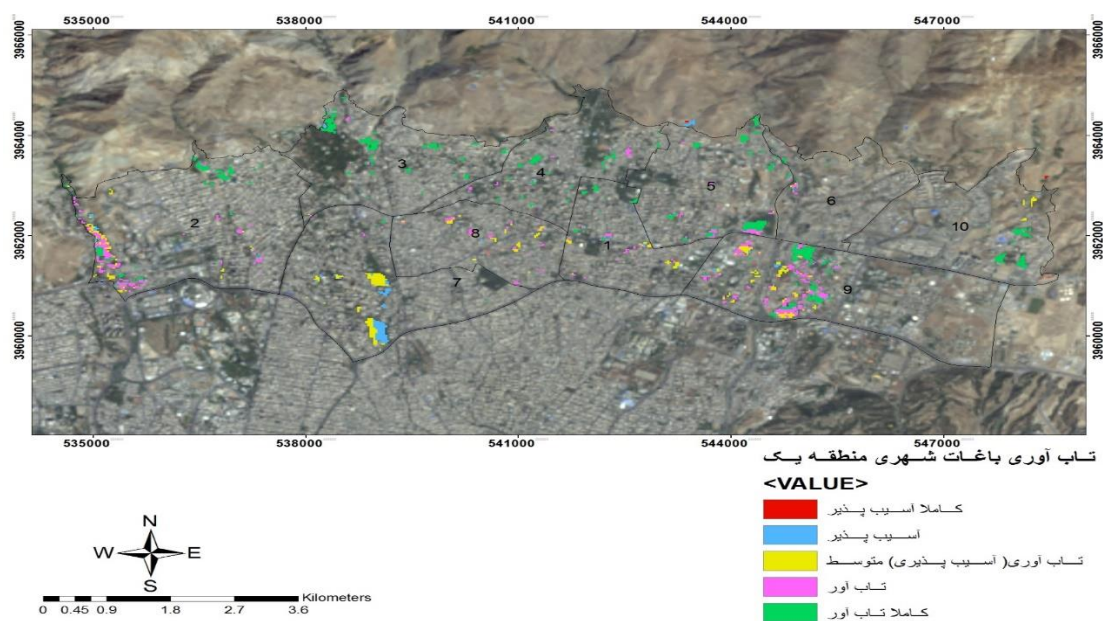 535000 538000 541000 544000 547000
3966000 3966000
3964000 3964000
3962000 3962000
3960000 3960000
3
4
5
6
2
10
8
1
7
9
535000 538000 541000 544000 547000
تاب آوری باغات شهری منطقه یک
<VALUE>
کاملا آسیب پذیر
آسیب پذیر
تاب آوری( آسیب پذیری) متوسط
تاب آور
کاملا تاب آور
N
W E
S
Kilometers
0 0.45 0.9 1.8 2.7 3.6